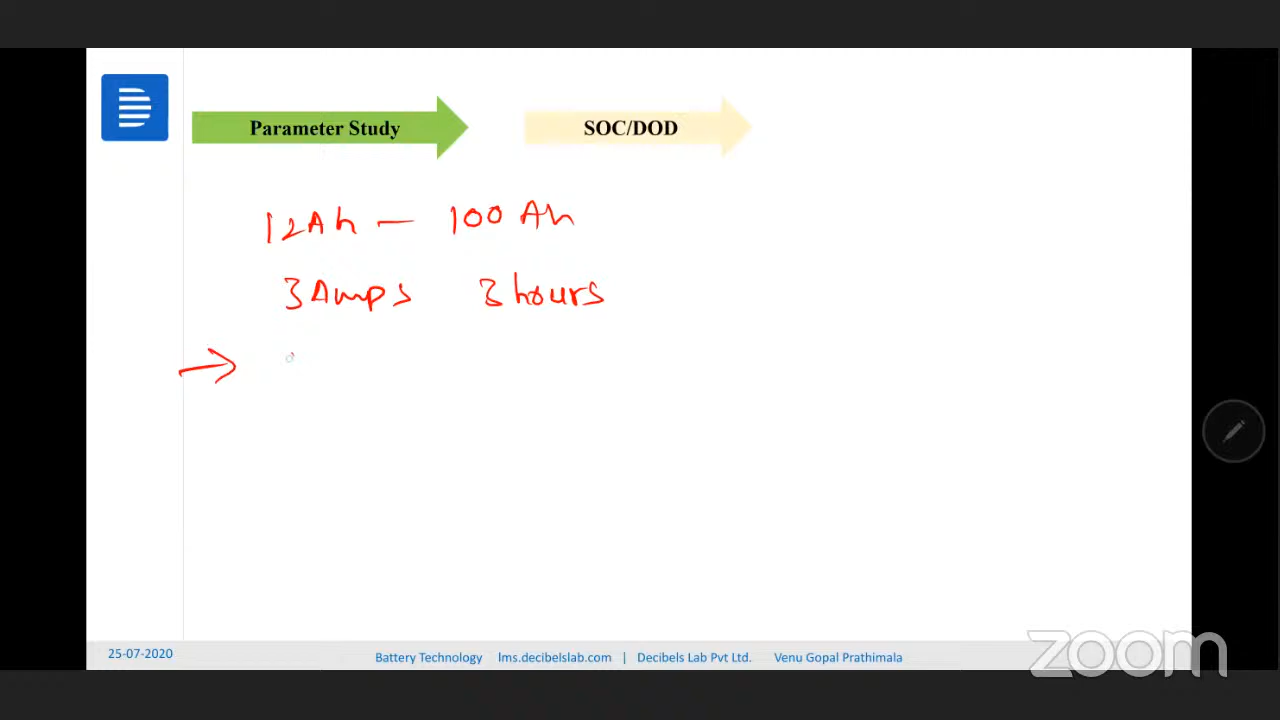 Parameter Study
SOC/DOD
12Ah — 100 Ah
3 Amps 3 hours
→
25-07-2020
Battery Technology lms.decibelslab.com | Decibels Lab Pvt Ltd. Venu Gopal Prathimala
zoom